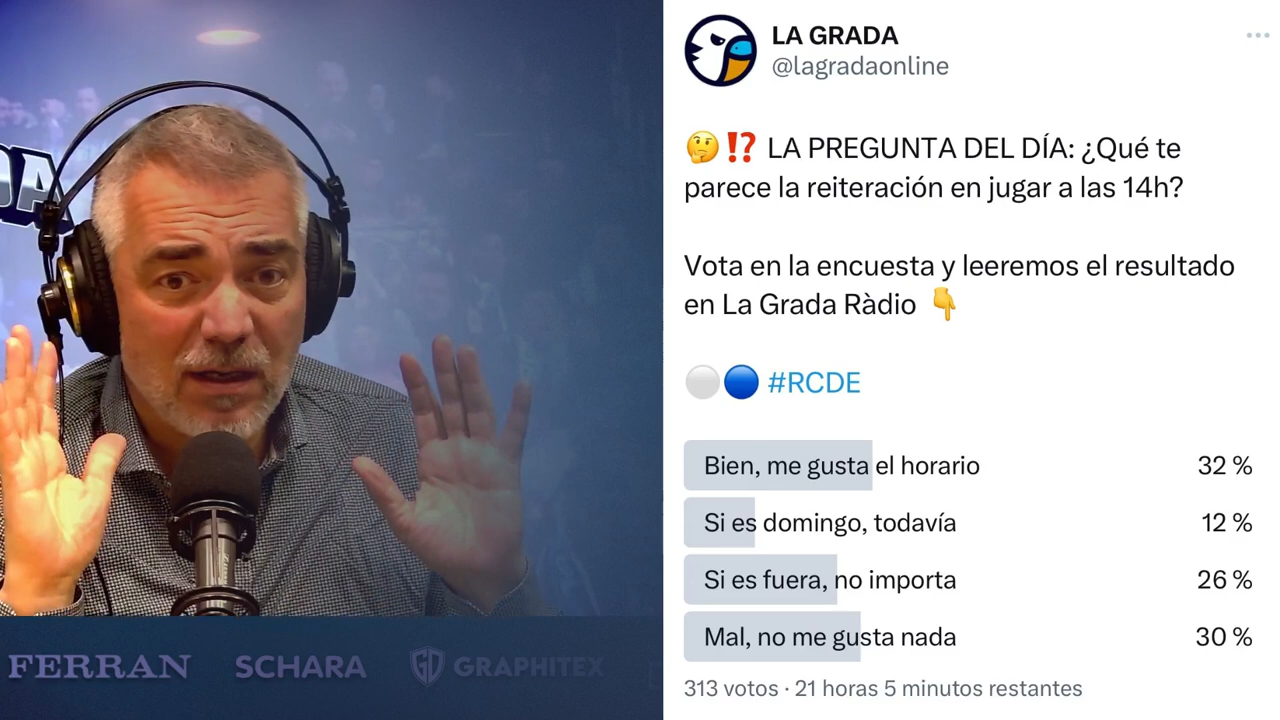 DA
FERRAN
SCHARA
GRAPHITEX
LA GRADA
@lagradaonline
🤔⁉️ LA PREGUNTA DEL DÍA: ¿Qué te
parece la reiteración en jugar a las 14h?
Vota en la encuesta y leeremos el resultado
en La Grada Ràdio 👇
⚪🔵 #RCDE
Bien, me gusta el horario 32 %
Si es domingo, todavía 12 %
Si es fuera, no importa 26 %
Mal, no me gusta nada 30 %
313 votos · 21 horas 5 minutos restantes